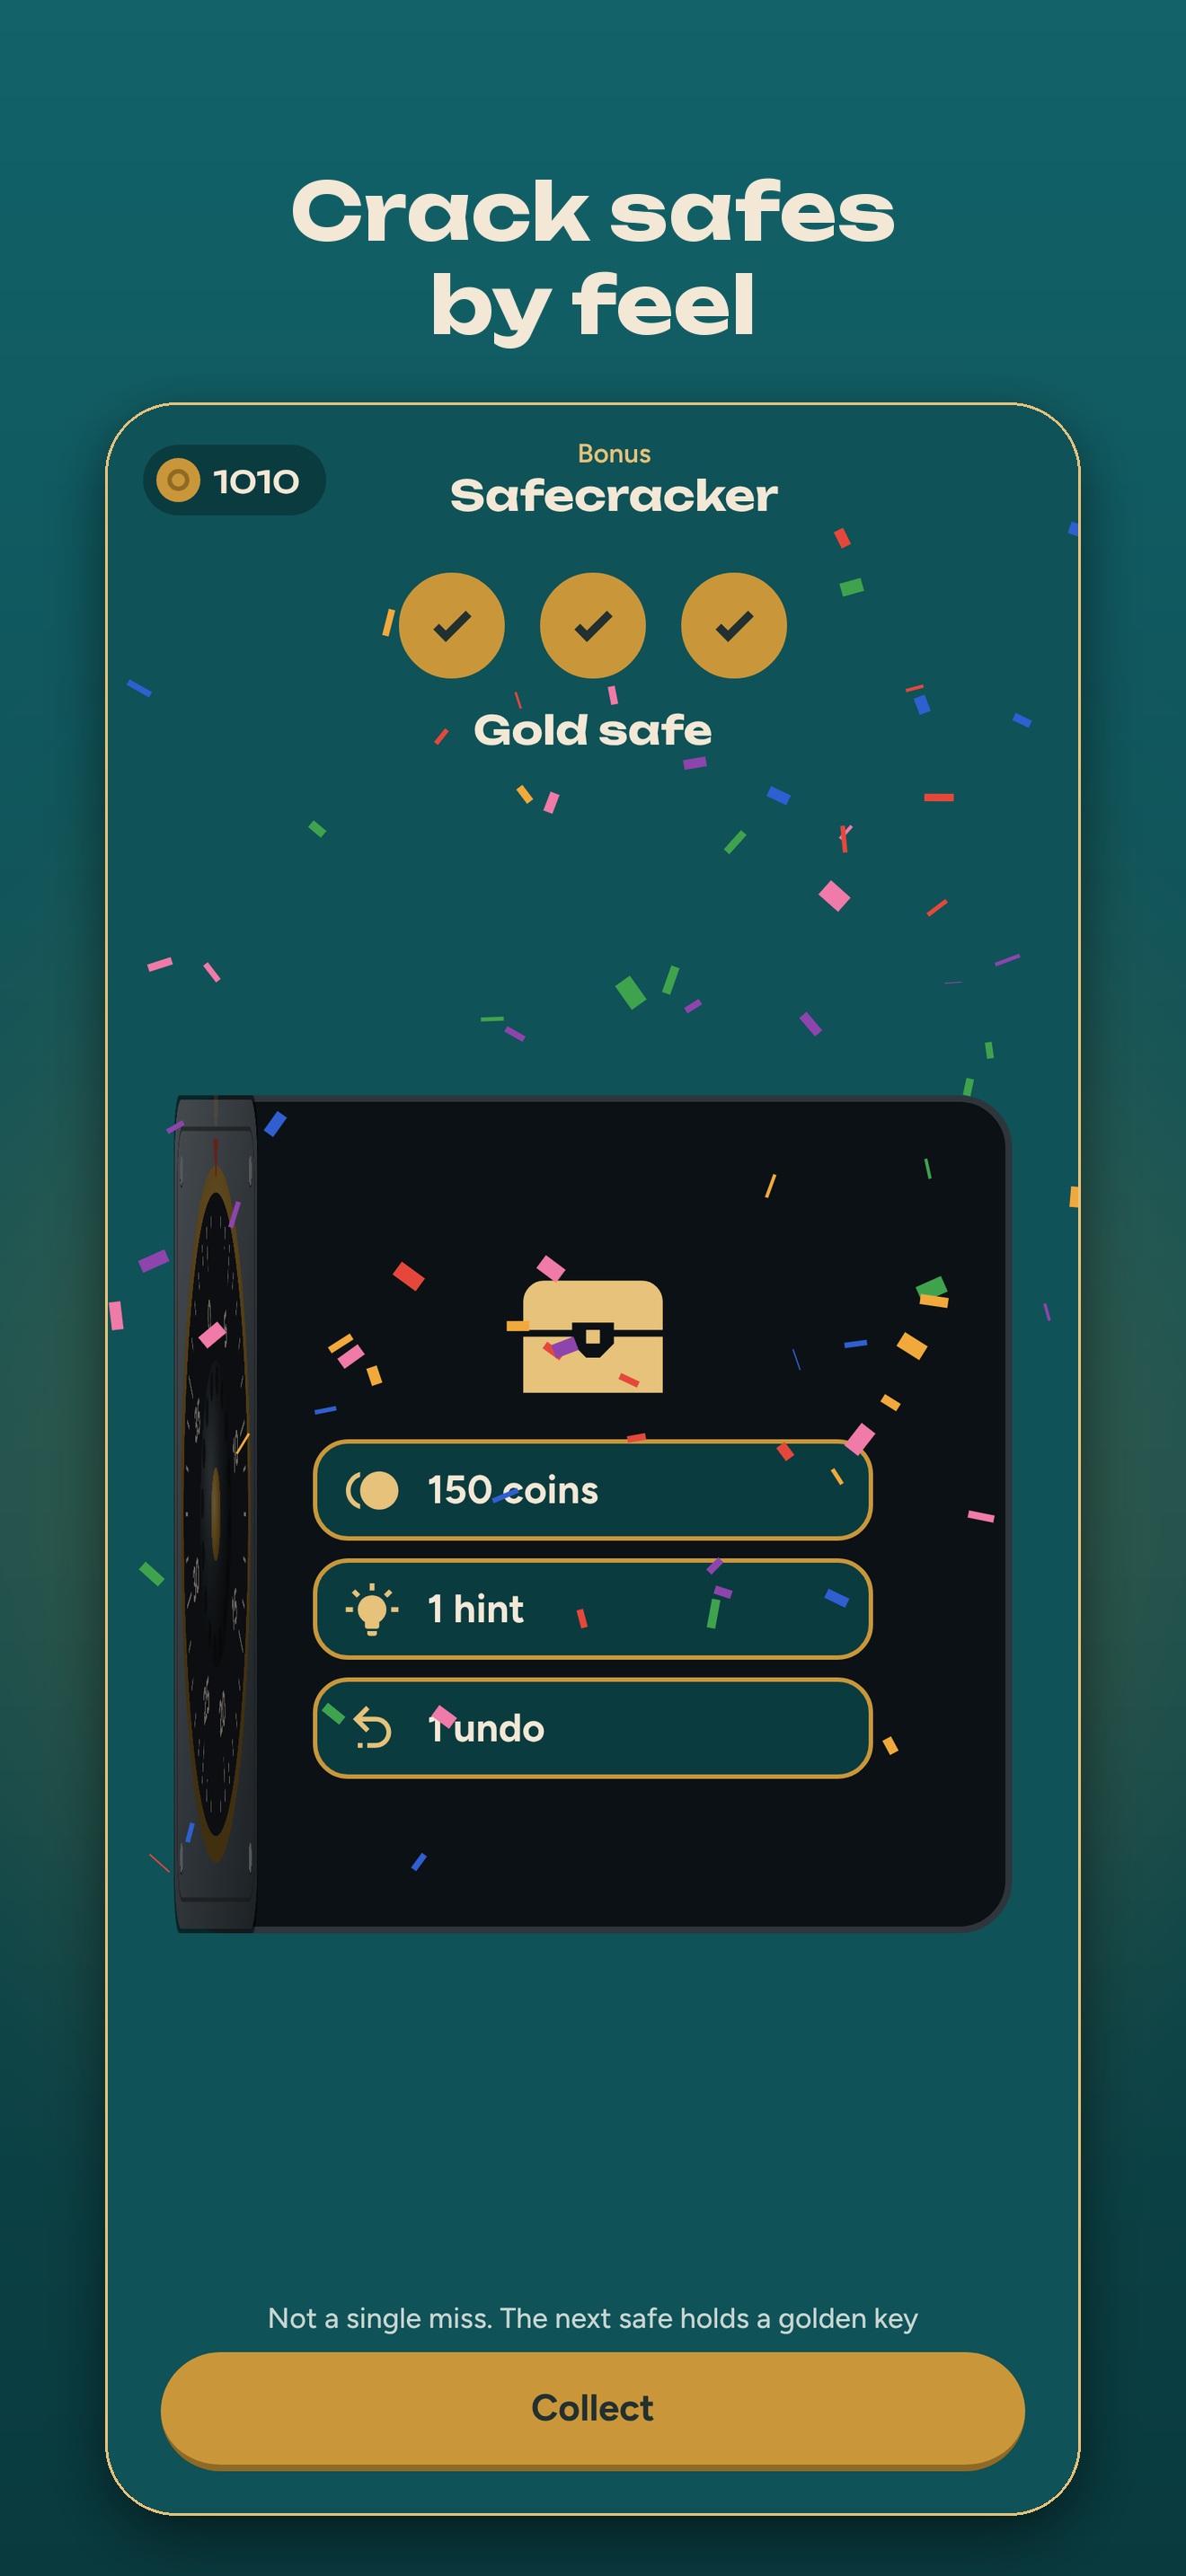 Crack safes
by feel
1010
Bonus
Safecracker
Gold safe
150 coins
1 hint
1 undo
Not a single miss. The next safe holds a golden key
Collect